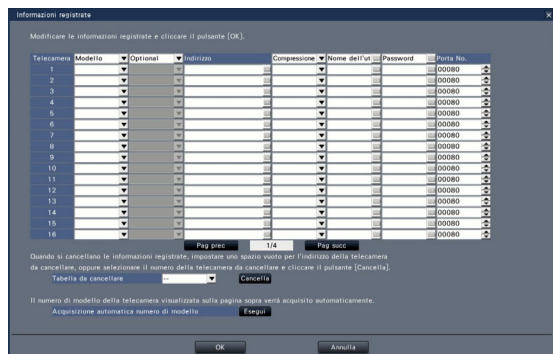 Informazioni registrate
Modificare le informazioni registrate e cliccare il pulsante [OK].
Telecamera Modello Optional Indirizzo Compressione Nome dell'ut Password Porta No.
1 00080
2 00080
3 00080
4 00080
5 00080
6 00080
7 00080
8 00080
9 00080
10 00080
11 00080
12 00080
13 00080
14 00080
15 00080
16 00080
Pag prec 1/4 Pag succ
Quando si cancellano le informazioni registrate, impostare uno spazio vuoto per l'indirizzo della telecamera
da cancellare, oppure selezionare il numero della telecamera da cancellare e cliccare il pulsante [Cancella].
Tabella da cancellare -- Cancella
Il numero di modello della telecamera visualizzata sulla pagina sopra verrà acquisito automaticamente.
Acquisizione automatica numero di modello Esegui
OK Annulla